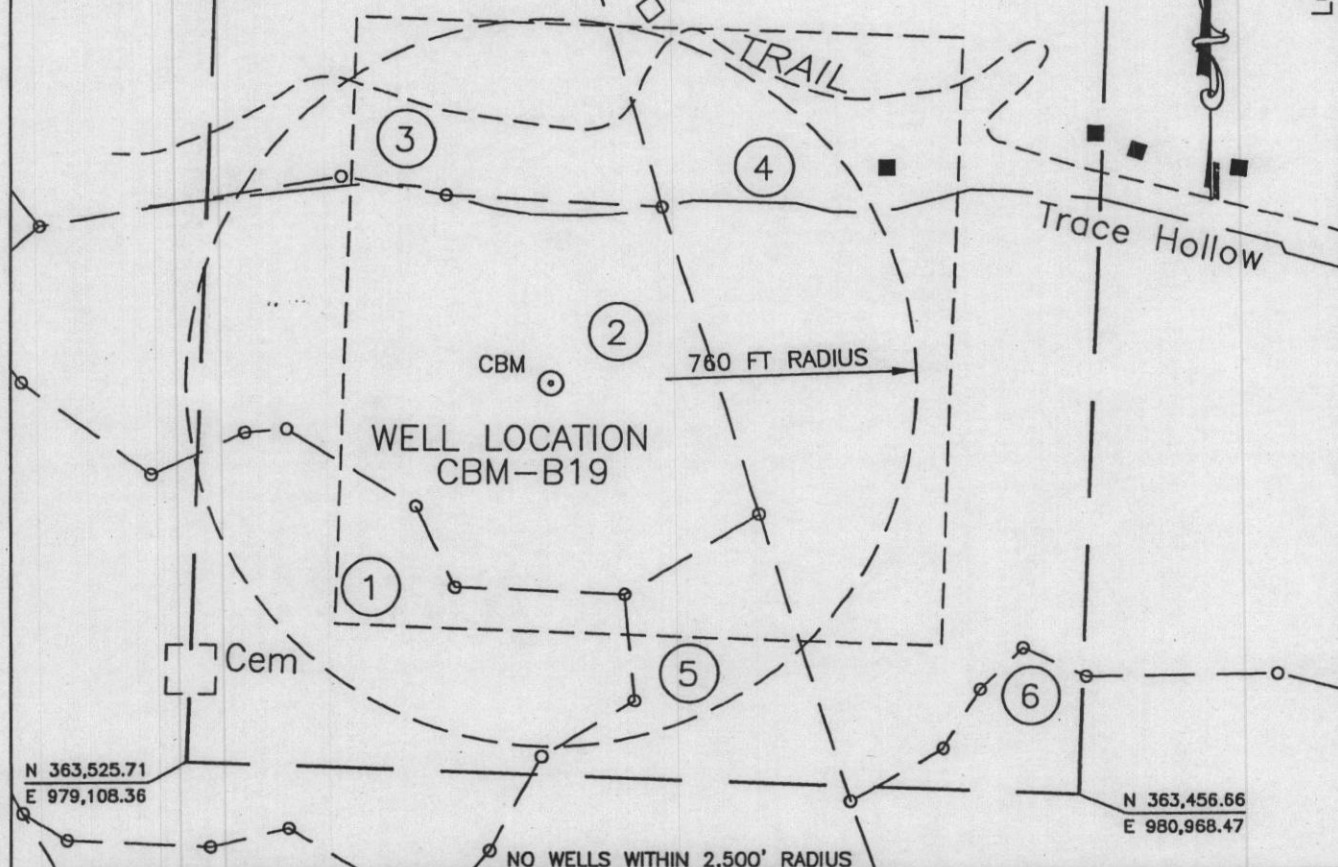 TRAIL
3
4
Trace Hollow
2
CBM
760 FT RADIUS
WELL LOCATION
CBM-B19
1
Cem
5
6
N 363,525.71
E 979,108.36
N 363,456.66
E 980,968.47
NO WELLS WITHIN 2,500' RADIUS